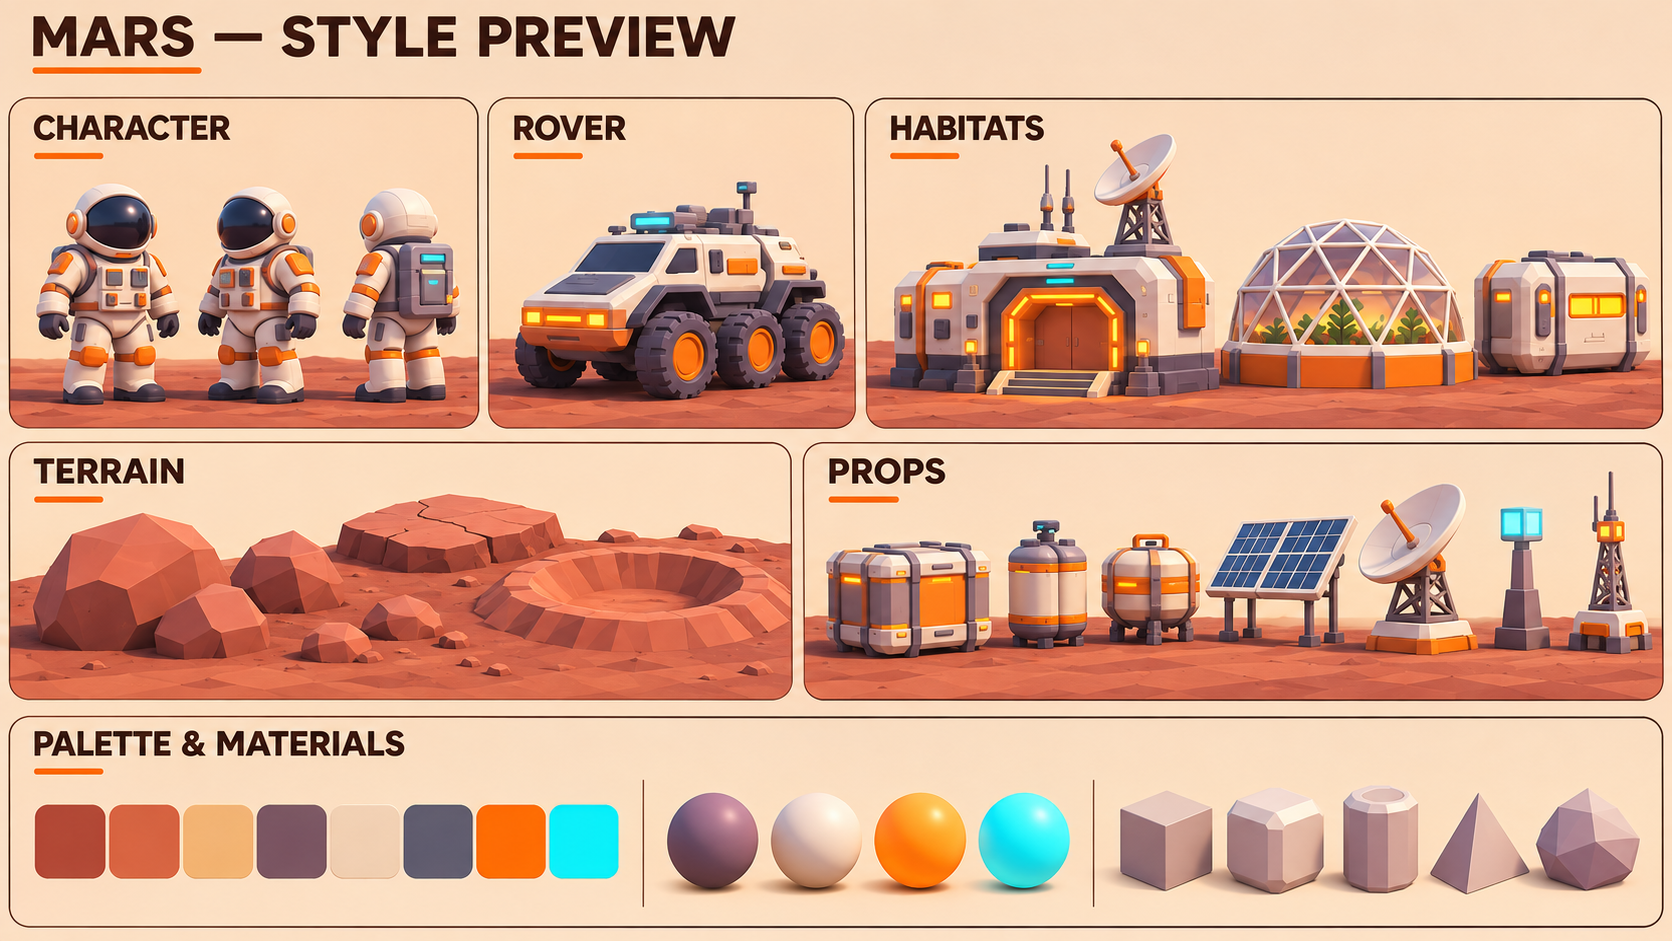 MARS — STYLE PREVIEW
CHARACTER
ROVER
HABITATS
TERRAIN
PROPS
PALETTE & MATERIALS